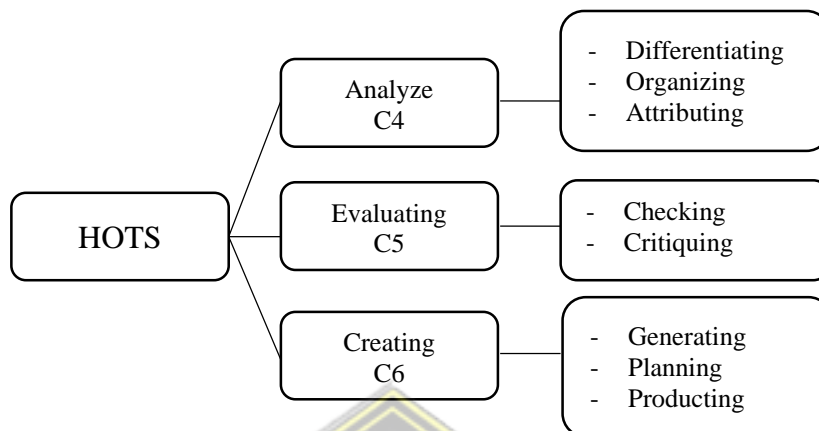 HOTS
Analyze
C4
- Differentiating
- Organizing
- Attributing
Evaluating
C5
- Checking
- Critiquing
Creating
C6
- Generating
- Planning
- Producting